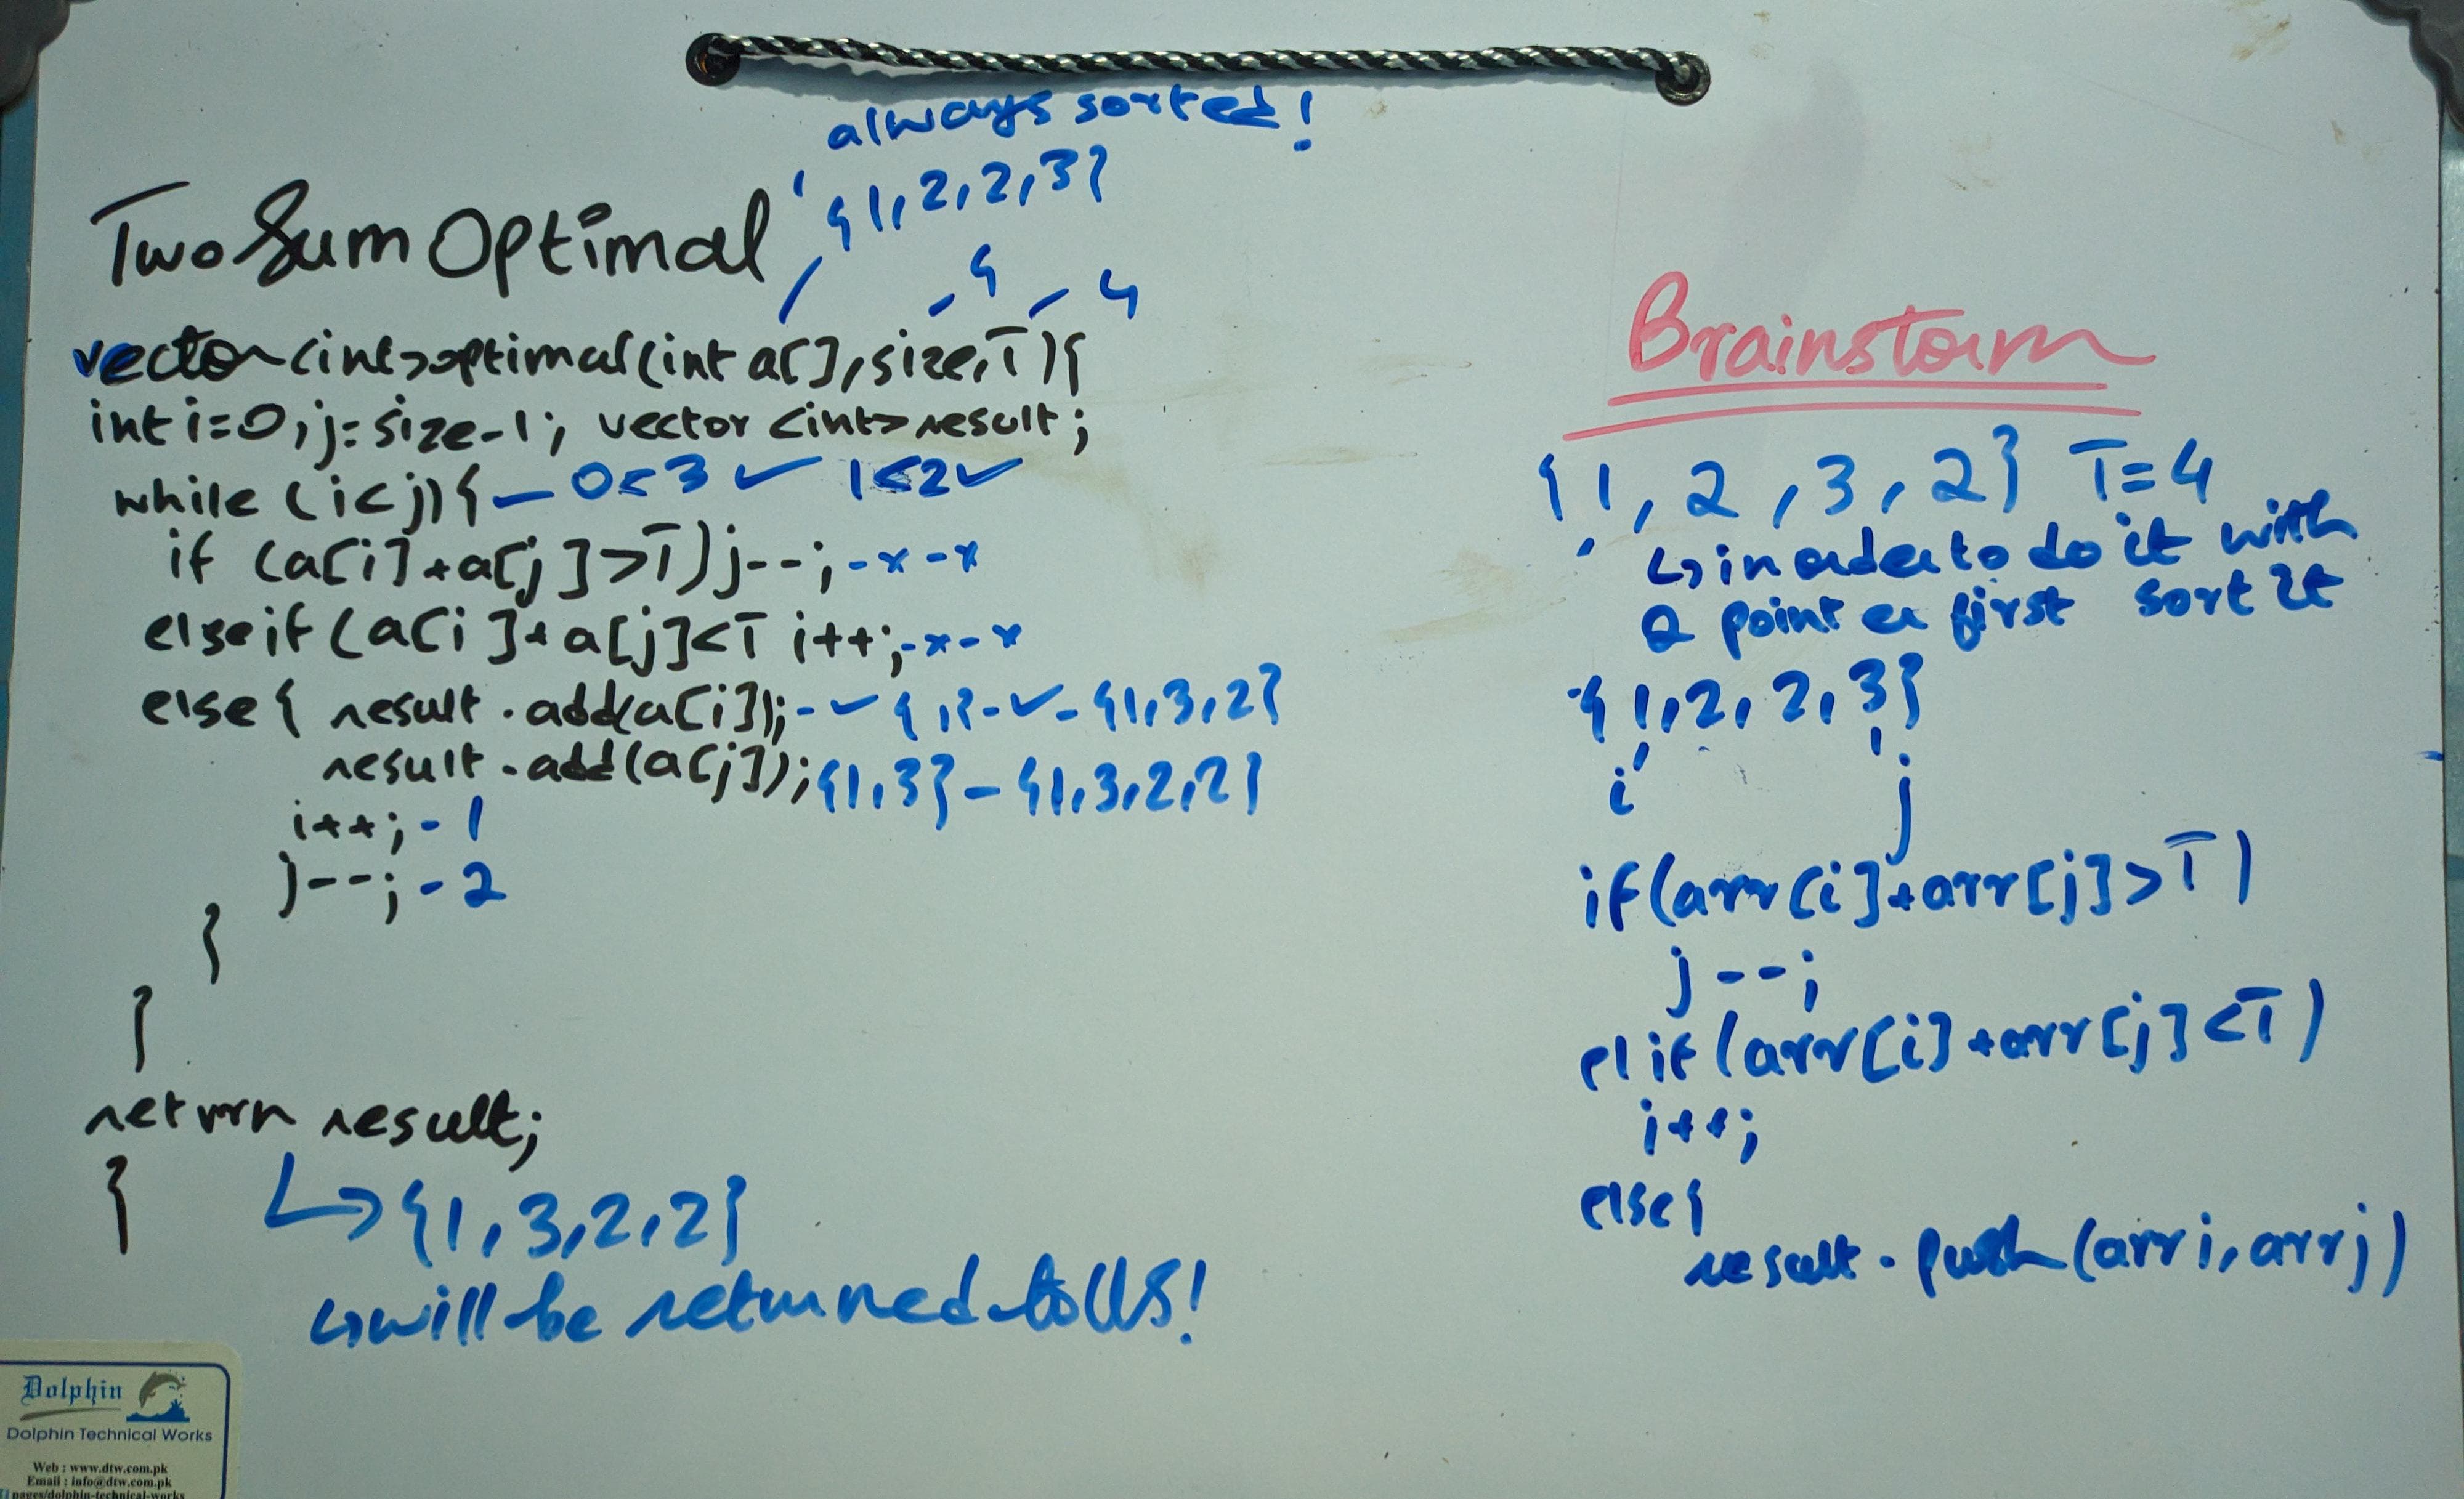 always sorted!
{1,2,2,3}
Two Sum Optimal
4 4
vector<int>optimal(int a[],size,T){
int i=0,j=size-1; vector<int>result;
while (i<j){ - 0<3 ✓ 1<2 ✓
if (a[i]+a[j]>T)j--;-x-x
elseif(a[i]+a[j]<T i++;-x-x
else{ result.add(a[i]);-✓{1}-✓-{1,3,2}
result.add(a[j]);{1,3}-{1,3,2,2}
i++;-1
j--;-2
}
}
return result;
{
↳{1,3,2,2}
↳will be returned to US!
Brainstorm
{1,2,3,2} T=4
↳in order to do it with
2 pointer first sort it
{1,2,2,3}
i j
if(arr[i]+arr[j]>T)
j--;
elif(arr[i]+arr[j]<T)
i++;
else{
result.push(arri,arrj)
Dolphin
Dolphin Technical Works
Web : www.dtw.com.pk
Email : info@dtw.com.pk
pages/dolphin-technical-works